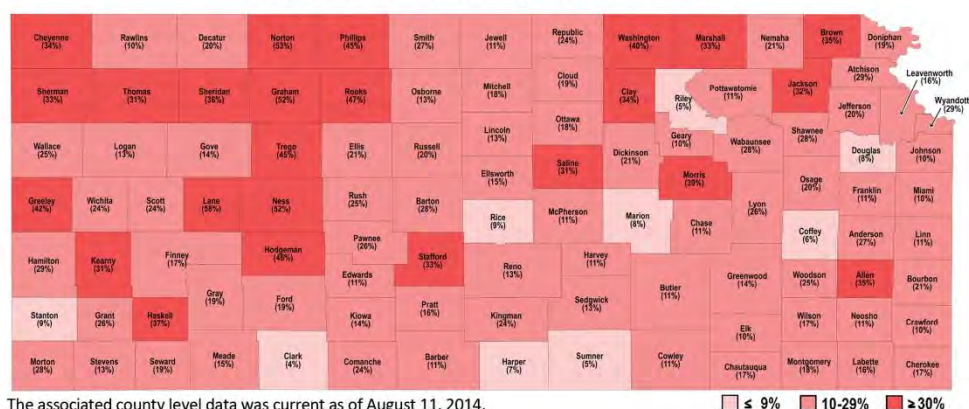 Cheyenne (34%)
Rawlins (10%)
Decatur (20%)
Norton (53%)
Phillips (45%)
Smith (27%)
Jewell (11%)
Republic (24%)
Washington (40%)
Marshall (33%)
Nemaha (21%)
Brown (35%)
Doniphan (19%)
Atchison (29%)
Leavenworth (16%)
Wyandott (29%)
Sherman (33%)
Thomas (31%)
Sheridan (36%)
Graham (52%)
Rooks (47%)
Osborne (13%)
Mitchell (18%)
Cloud (19%)
Clay (34%)
Riley (5%)
Pottawatomie (11%)
Jackson (32%)
Jefferson (20%)
Ottawa (18%)
Wallace (25%)
Logan (13%)
Gove (14%)
Trego (45%)
Ellis (21%)
Russell (20%)
Lincoln (13%)
Dickinson (21%)
Geary (10%)
Wabaunsee (28%)
Shawnee (28%)
Douglas (8%)
Johnson (10%)
Ellsworth (15%)
Saline (31%)
Morris (39%)
Osage (20%)
Greeley (42%)
Wichita (24%)
Scott (24%)
Lane (58%)
Ness (52%)
Rush (25%)
Barton (28%)
Rice (9%)
McPherson (11%)
Marion (8%)
Chase (11%)
Lyon (26%)
Franklin (11%)
Miami (10%)
Coffey (6%)
Anderson (27%)
Linn (11%)
Hamilton (29%)
Kearny (31%)
Finney (17%)
Hodgeman (48%)
Pawnee (26%)
Stafford (33%)
Edwards (11%)
Reno (13%)
Harvey (11%)
Gray (19%)
Ford (19%)
Butler (11%)
Greenwood (14%)
Woodson (25%)
Allen (35%)
Bourbon (21%)
Stanton (9%)
Grant (26%)
Haskell (37%)
Kiowa (14%)
Pratt (16%)
Kingman (24%)
Sedgwick (13%)
Elk (10%)
Wilson (17%)
Neosho (11%)
Crawford (10%)
Morton (28%)
Stevens (13%)
Seward (19%)
Meade (15%)
Clark (4%)
Comanche (24%)
Barber (11%)
Harper (7%)
Sumner (5%)
Cowley (11%)
Chautauqua (17%)
Montgomery (18%)
Labette (16%)
Cherokee (17%)
The associated county level data was current as of August 11, 2014.
≤ 9% 10-29% ≥ 30%